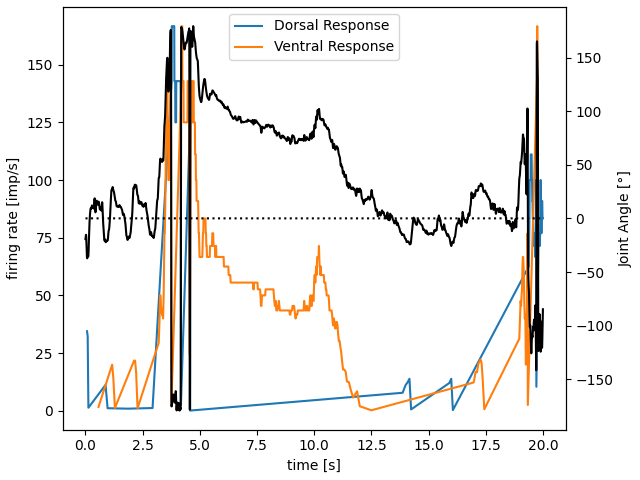 Dorsal Response
Ventral Response
firing rate [imp/s]
150
125
100
75
50
25
0
150
100
50
0
−50
−100
−150
Joint Angle [°]
0.0 2.5 5.0 7.5 10.0 12.5 15.0 17.5 20.0
time [s]